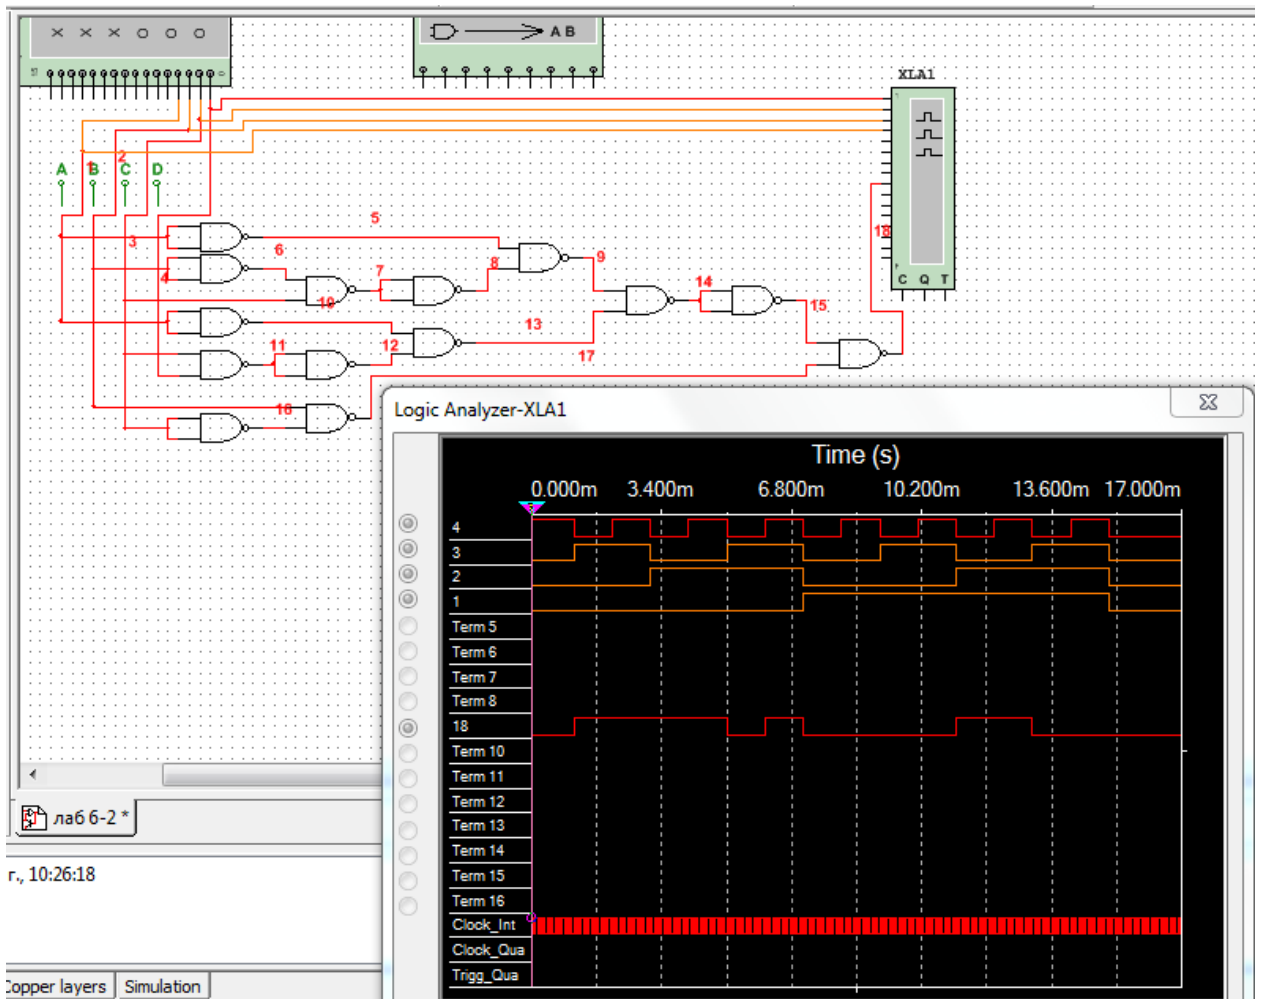 × × × o o o
A B
XLA1
2
1
A B C D
5
3
6
9
8
7
4
18
C Q T
14
10
15
13
11
12
17
16
Logic Analyzer-XLA1
Time (s)
0.000m 3.400m 6.800m 10.200m 13.600m 17.000m
4
3
2
1
Term 5
Term 6
Term 7
Term 8
18
Term 10
Term 11
Term 12
Term 13
Term 14
Term 15
Term 16
Clock_Int
Clock_Qua
Trigg_Qua
лаб 6-2 *
г., 10:26:18
Copper layers Simulation